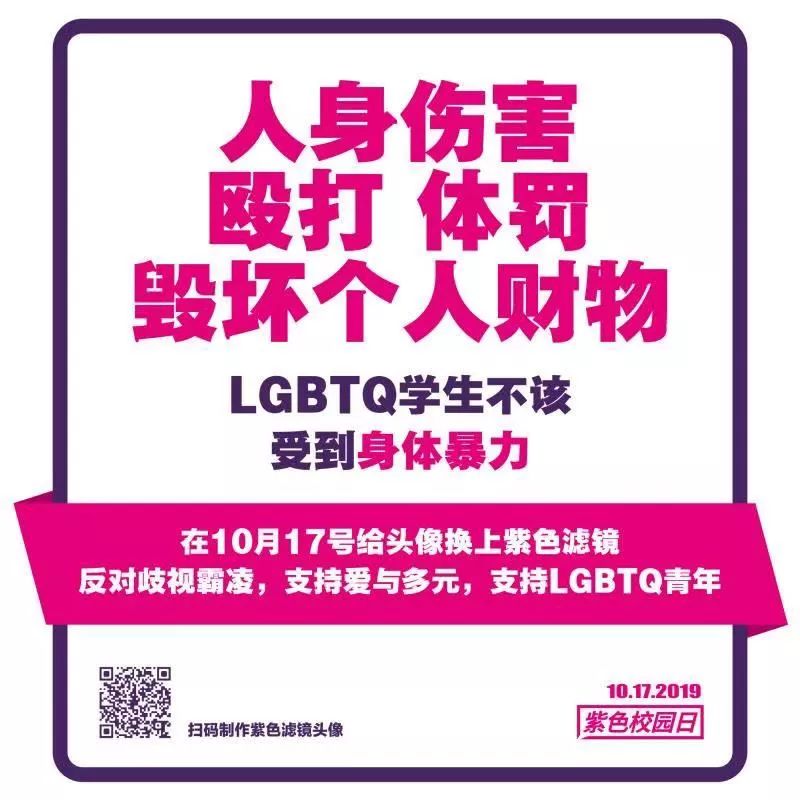 人身伤害
殴打 体罚
毁坏个人财物
LGBTQ学生不该
受到身体暴力
在10月17号给头像换上紫色滤镜
反对歧视霸凌，支持爱与多元，支持LGBTQ青年
扫码制作紫色滤镜头像
10.17.2019
紫色校园日